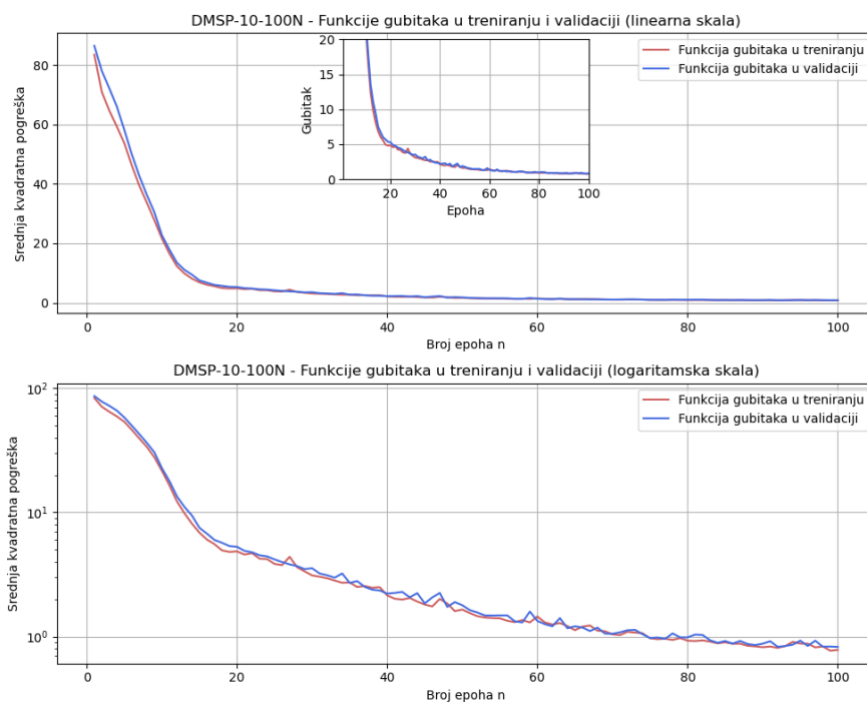 DMSP-10-100N - Funkcije gubitaka u treniranju i validaciji (linearna skala)
Srednja kvadratna pogreška
80
60
40
20
0
Gubitak
20
15
10
5
0
20 40 60 80 100
Epoha
Funkcija gubitaka u treniranju
Funkcija gubitaka u validaciji
0 20 40 60 80 100
Broj epoha n
DMSP-10-100N - Funkcije gubitaka u treniranju i validaciji (logaritamska skala)
Srednja kvadratna pogreška
10²
10¹
10⁰
Funkcija gubitaka u treniranju
Funkcija gubitaka u validaciji
0 20 40 60 80 100
Broj epoha n